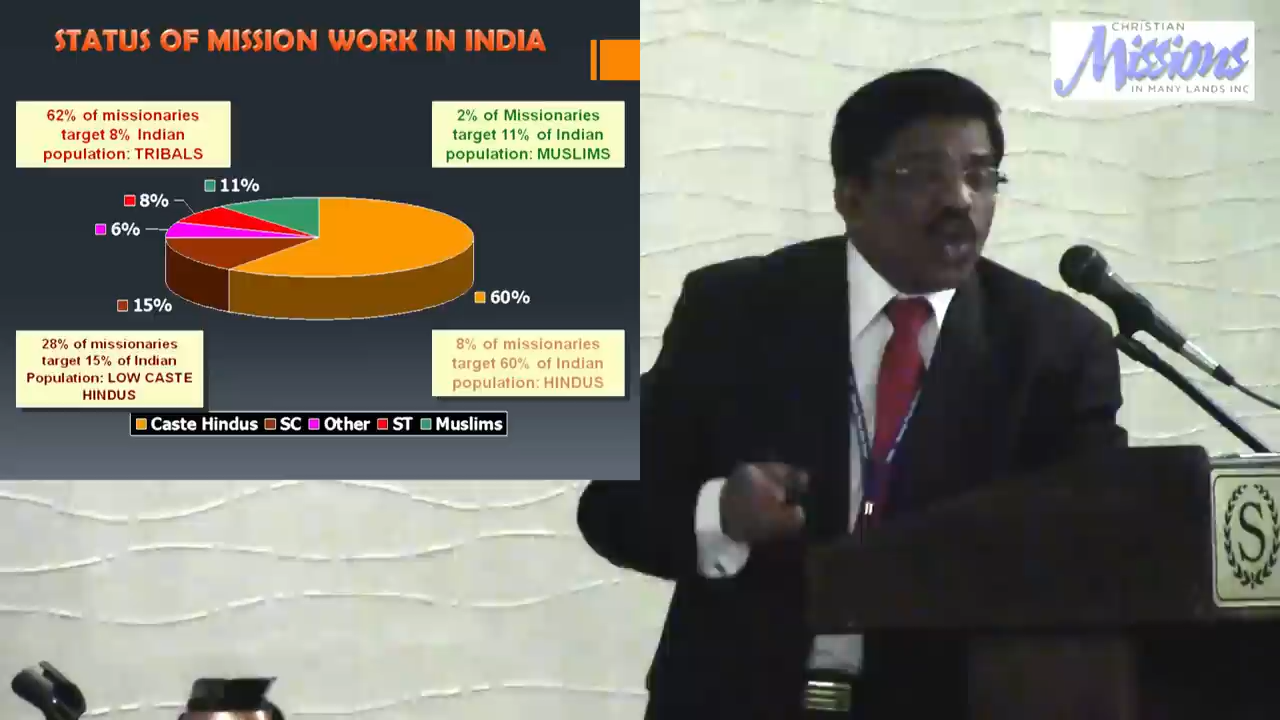 STATUS OF MISSION WORK IN INDIA
62% of missionaries
target 8% Indian
population: TRIBALS
2% of Missionaries
target 11% of Indian
population: MUSLIMS
11%
8%
6%
15%
60%
28% of missionaries
target 15% of Indian
Population: LOW CASTE
HINDUS
8% of missionaries
target 60% of Indian
population: HINDUS
Caste Hindus SC Other ST Muslims
CHRISTIAN
Missions
IN MANY LANDS INC
S